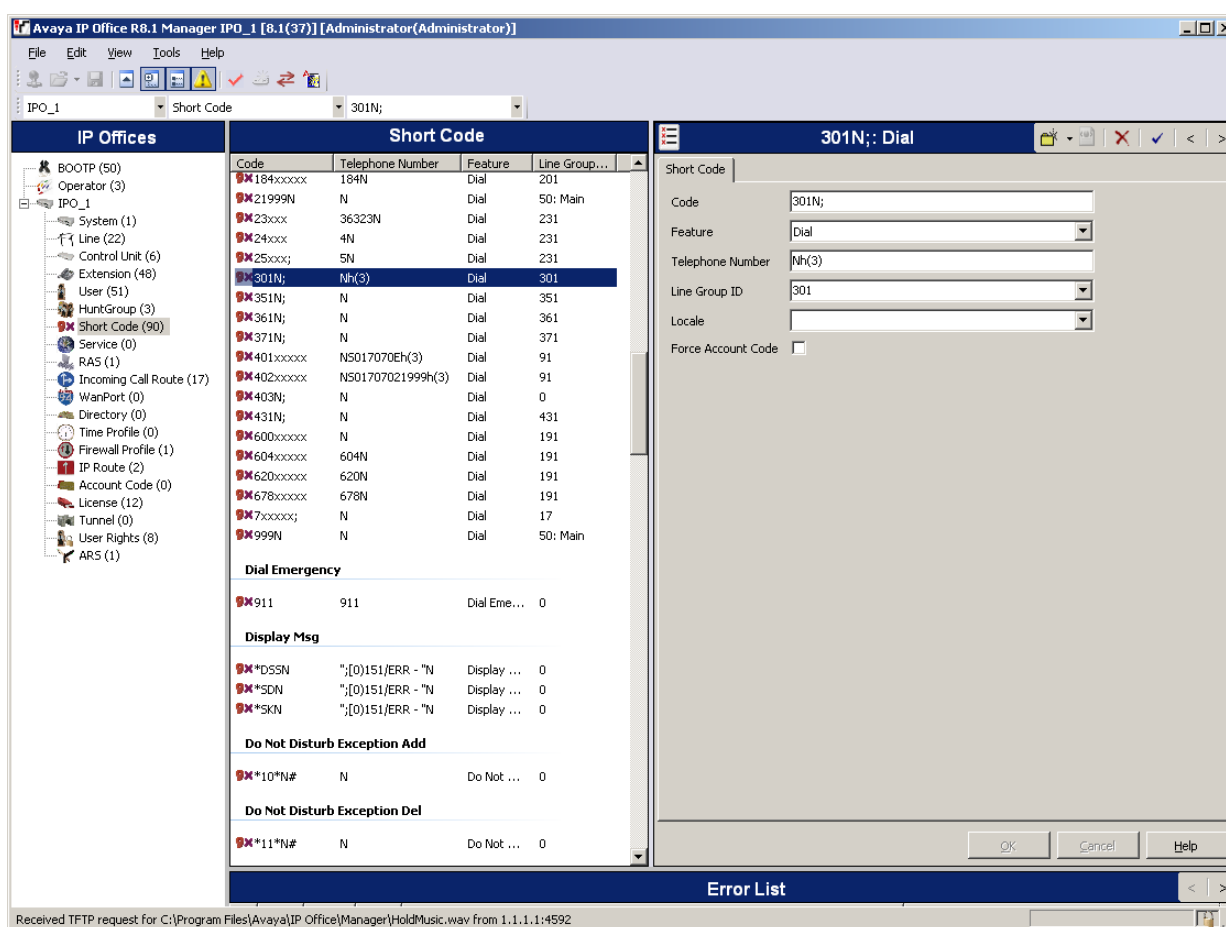 Avaya IP Office R8.1 Manager IPO_1 [8.1(37)] [Administrator(Administrator)]
File Edit View Tools Help
IPO_1 Short Code 301N;
IP Offices
BOOTP (50)
Operator (3)
IPO_1
System (1)
Line (22)
Control Unit (6)
Extension (48)
User (51)
HuntGroup (3)
Short Code (90)
Service (0)
RAS (1)
Incoming Call Route (17)
WanPort (0)
Directory (0)
Time Profile (0)
Firewall Profile (1)
IP Route (2)
Account Code (0)
License (12)
Tunnel (0)
User Rights (8)
ARS (1)
Short Code
Code Telephone Number Feature Line Group...
184xxxxx 184N Dial 201
21999N N Dial 50: Main
23xxx 36323N Dial 231
24xxx 4N Dial 231
25xxx; 5N Dial 231
301N; Nh(3) Dial 301
351N; N Dial 351
361N; N Dial 361
371N; N Dial 371
401xxxxx NS017070Eh(3) Dial 91
402xxxxx NS01707021999h(3) Dial 91
403N; N Dial 0
431N; N Dial 431
600xxxxx N Dial 191
604xxxxx 604N Dial 191
620xxxxx 620N Dial 191
678xxxxx 678N Dial 191
7xxxxx; N Dial 17
999N N Dial 50: Main
Dial Emergency
911 911 Dial Eme... 0
Display Msg
*DSSN ";[0)151/ERR - "N Display ... 0
*SDN ";[0)151/ERR - "N Display ... 0
*SKN ";[0)151/ERR - "N Display ... 0
Do Not Disturb Exception Add
*10*N# N Do Not ... 0
Do Not Disturb Exception Del
*11*N# N Do Not ... 0
301N;: Dial
Short Code
Code 301N;
Feature Dial
Telephone Number Nh(3)
Line Group ID 301
Locale
Force Account Code
OK Cancel Help
Error List
Received TFTP request for C:\Program Files\Avaya\IP Office\Manager\HoldMusic.wav from 1.1.1.1:4592